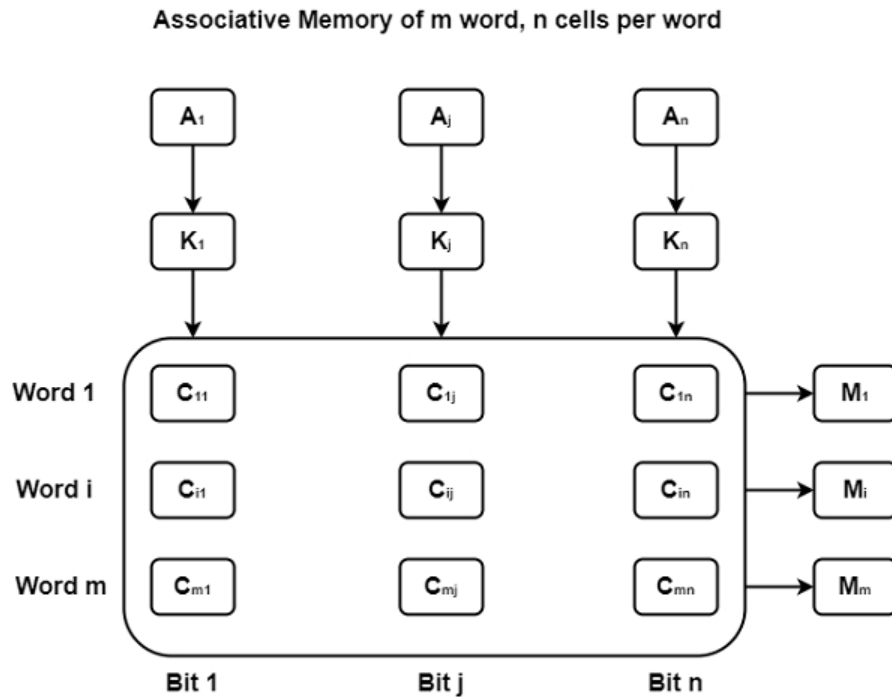 Associative Memory of m word, n cells per word
A1 Aj An
K1 Kj Kn
Word 1 C11 C1j C1n M1
Word i Ci1 Cij Cin Mi
Word m Cm1 Cmj Cmn Mm
Bit 1 Bit j Bit n